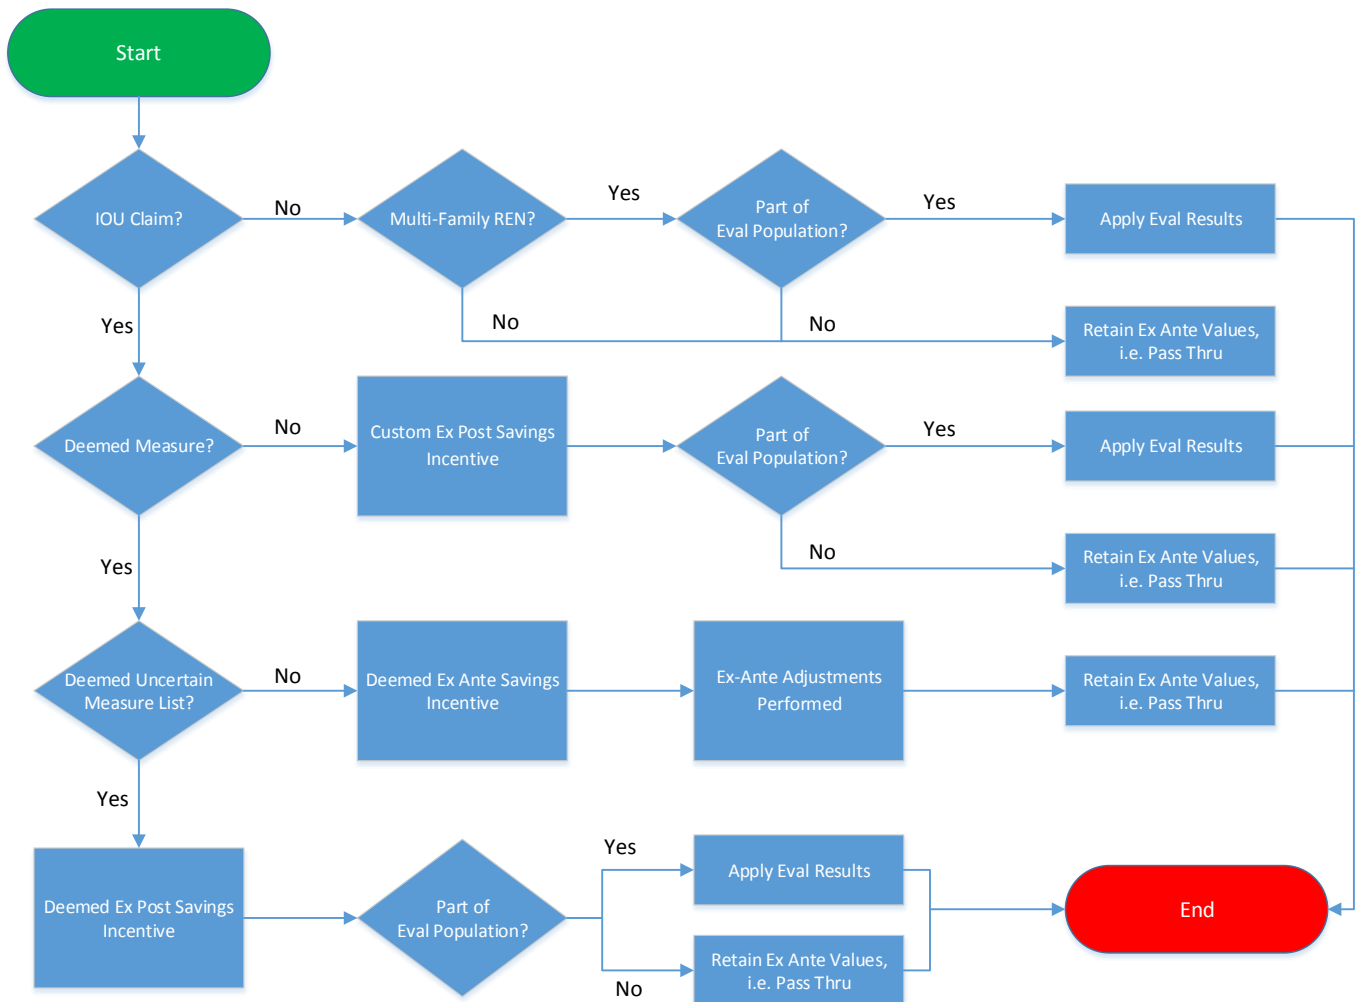 Start
IOU Claim?
No
Multi-Family REN?
Yes
Part of
Eval Population?
Yes
Apply Eval Results
Yes
No
No
Retain Ex Ante Values,
i.e. Pass Thru
Deemed Measure?
No
Custom Ex Post Savings
Incentive
Part of
Eval Population?
Yes
Apply Eval Results
Yes
No
Retain Ex Ante Values,
i.e. Pass Thru
Deemed Uncertain
Measure List?
No
Deemed Ex Ante Savings
Incentive
Ex-Ante Adjustments
Performed
Retain Ex Ante Values,
i.e. Pass Thru
Yes
Deemed Ex Post Savings
Incentive
Part of
Eval Population?
Yes
Apply Eval Results
No
Retain Ex Ante Values,
i.e. Pass Thru
End